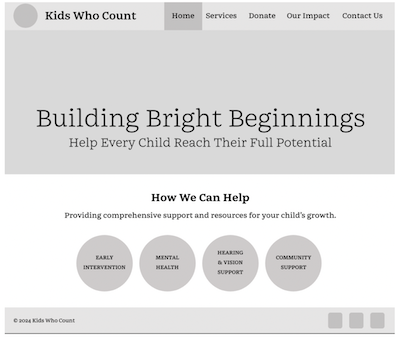 Kids Who Count
Home Services Donate Our Impact Contact Us
Building Bright Beginnings
Help Every Child Reach Their Full Potential
How We Can Help
Providing comprehensive support and resources for your child's growth.
EARLY
INTERVENTION
MENTAL
HEALTH
HEARING
& VISION
SUPPORT
COMMUNITY
SUPPORT
© 2024 Kids Who Count